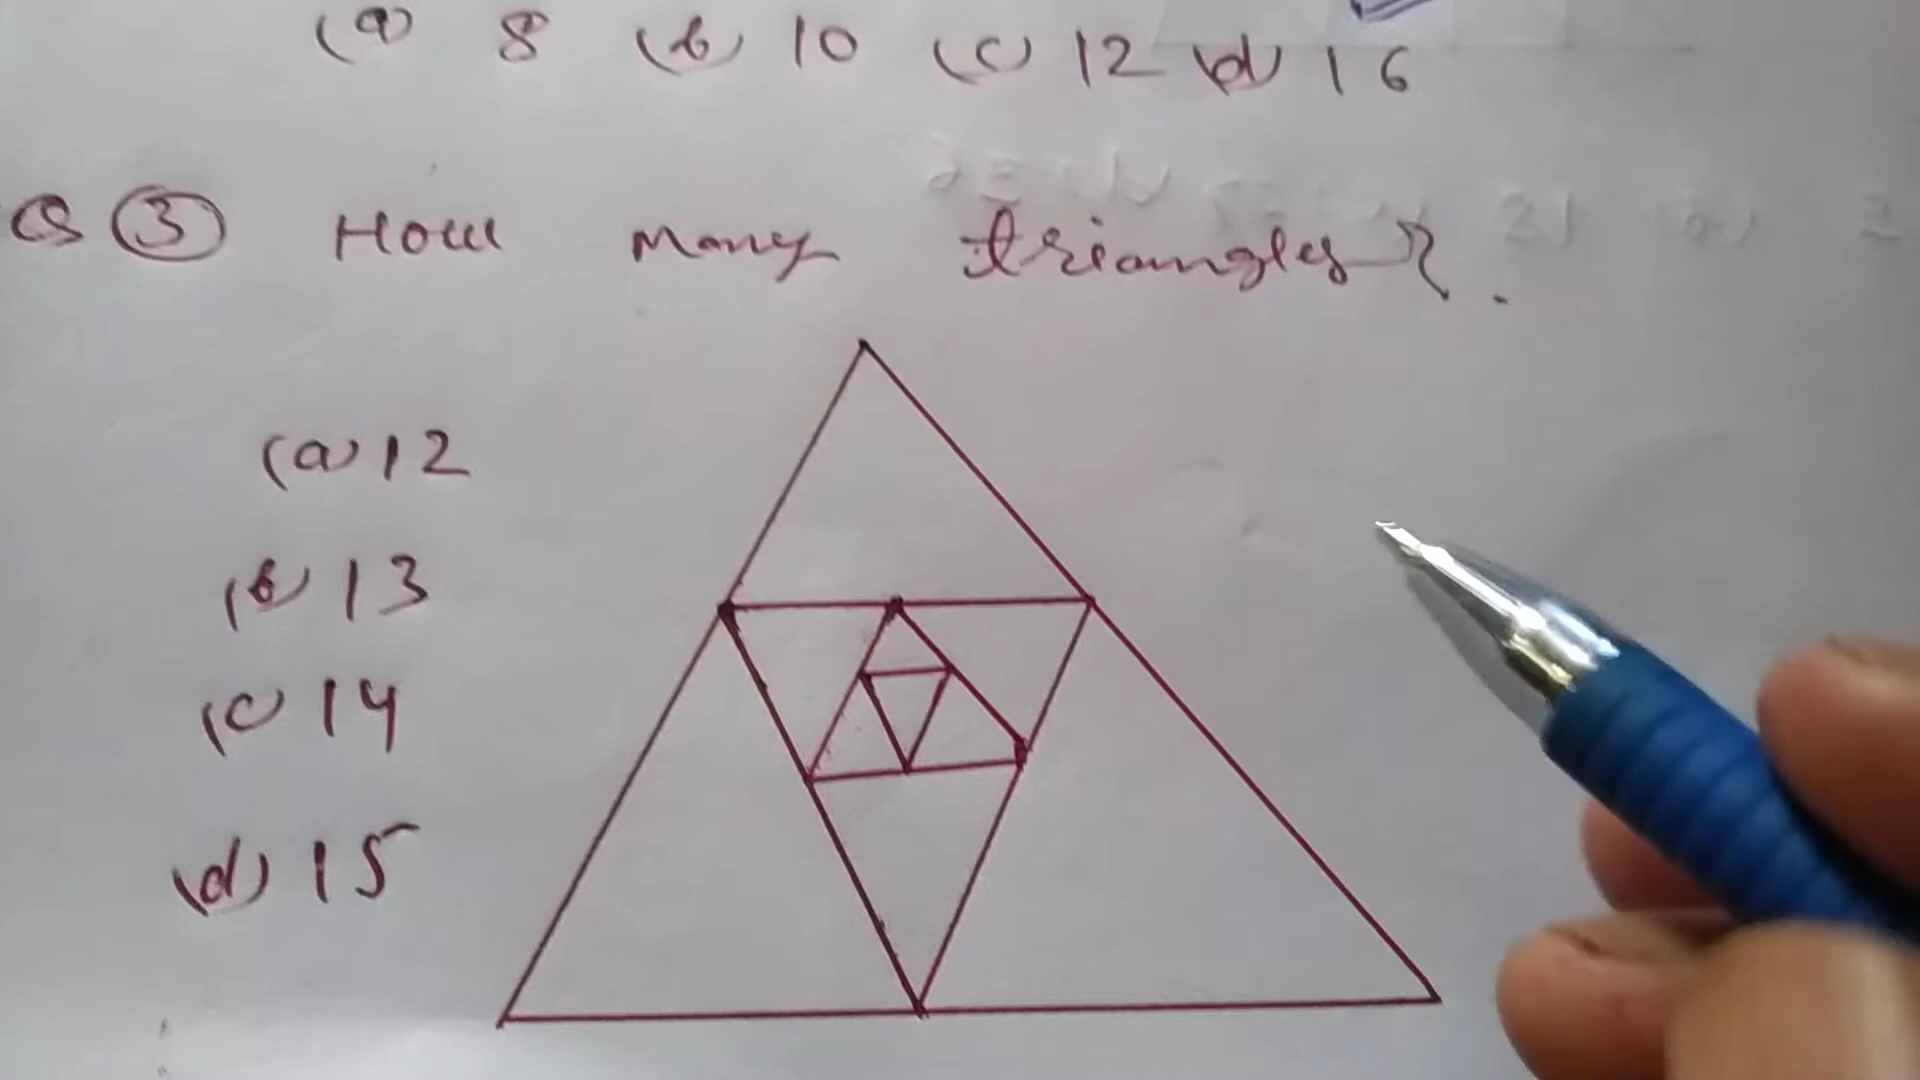 (a) 8 (b) 10 (c) 12 (d) 16
Q 3 How many triangles?.
(a) 12
(b) 13
(c) 14
(d) 15